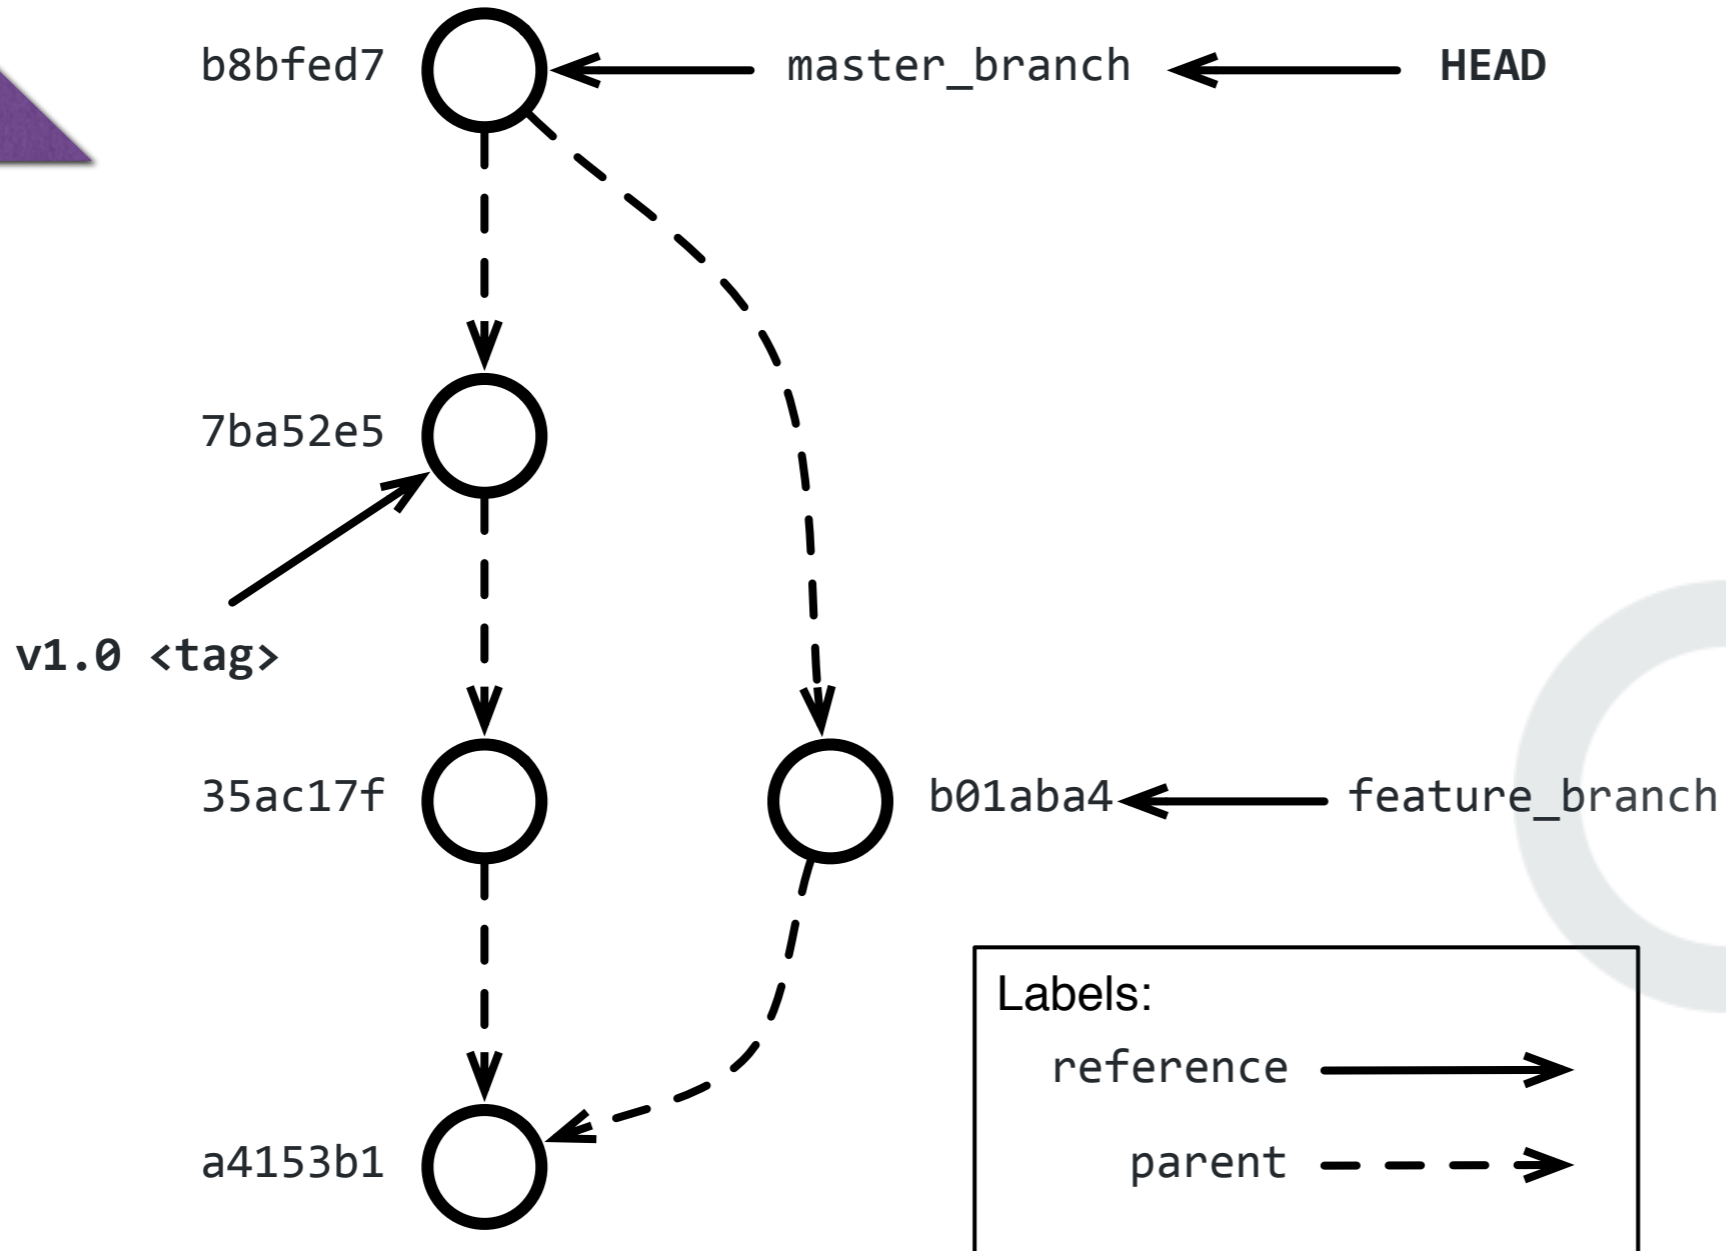 b8bfed7
master_branch
HEAD
7ba52e5
v1.0 <tag>
35ac17f
b01aba4
feature_branch
a4153b1
Labels:
reference
parent